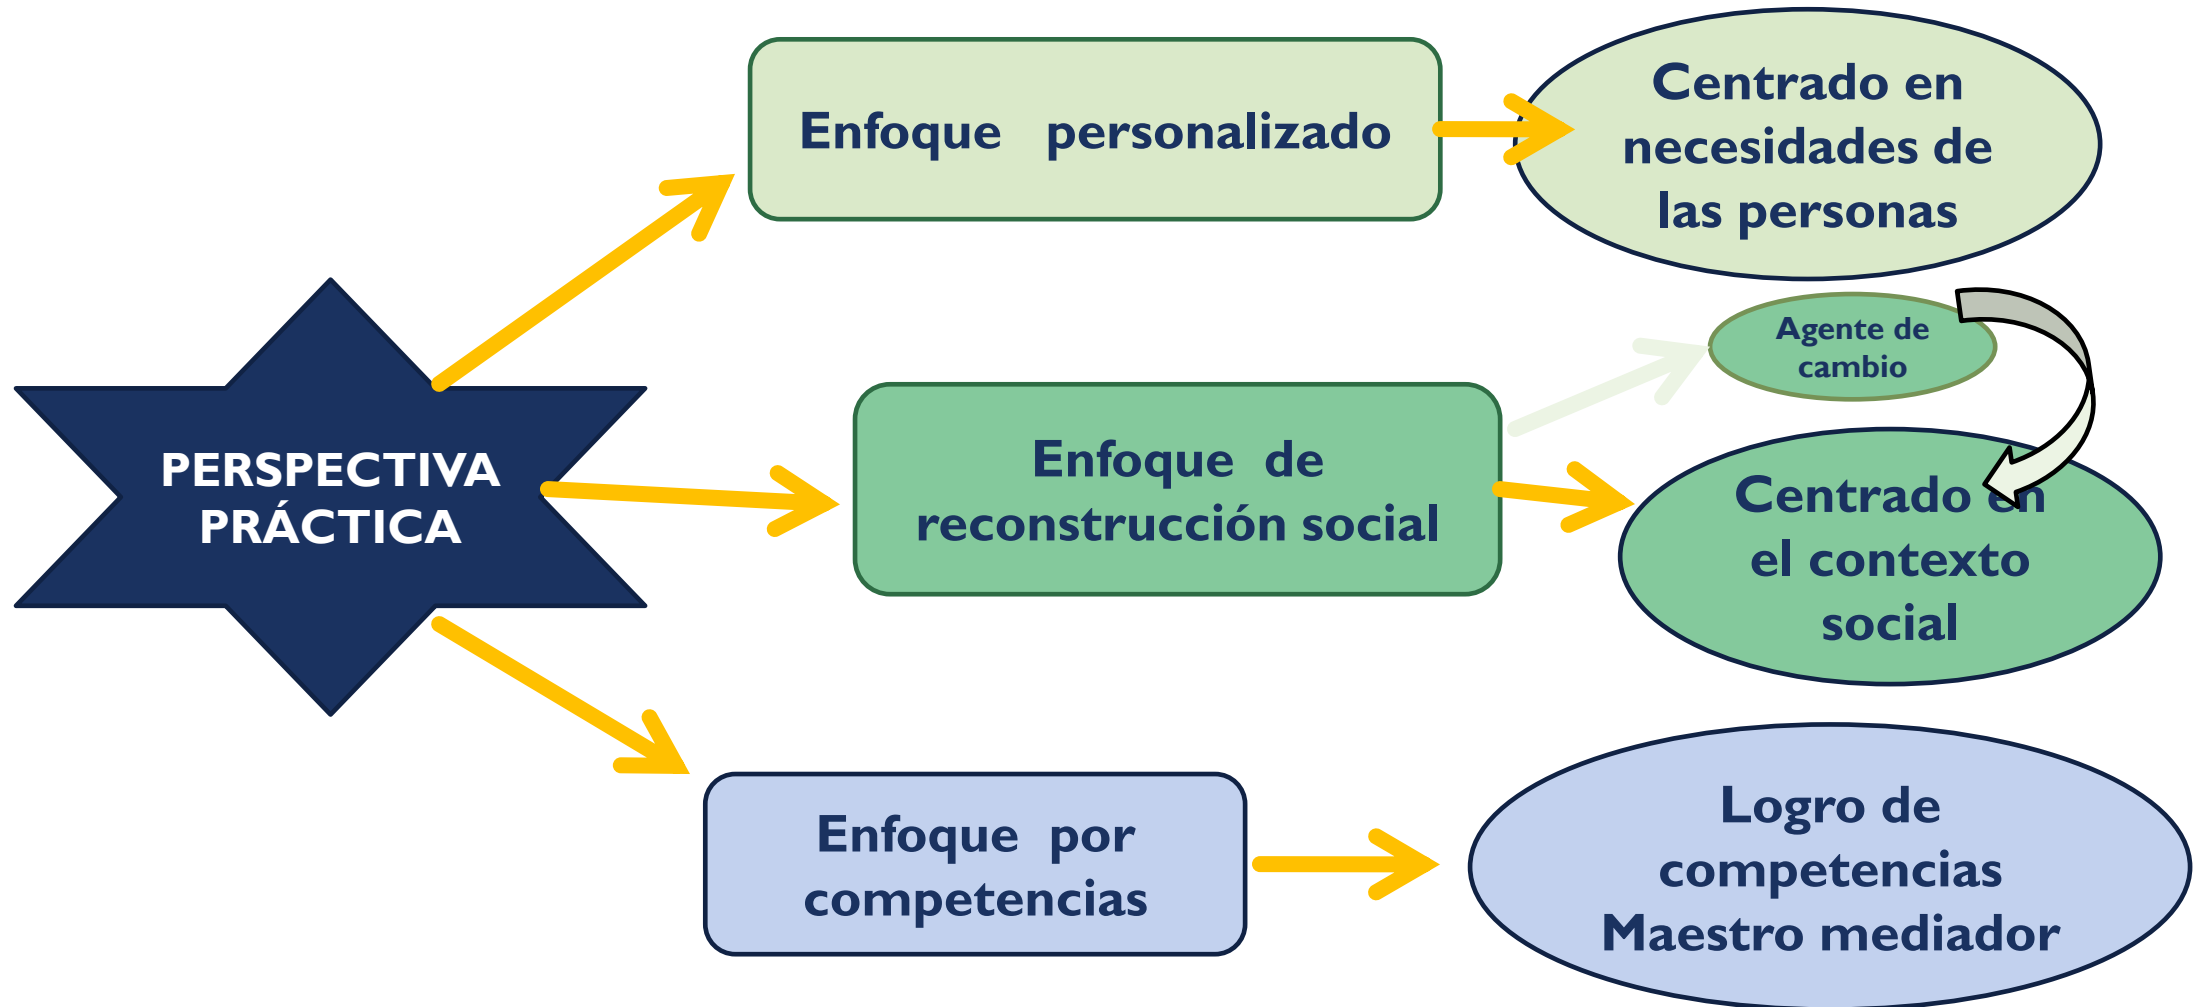 Enfoque personalizado
Centrado en
necesidades de
las personas
Agente de
cambio
PERSPECTIVA
PRÁCTICA
Enfoque de
reconstrucción social
Centrado en
el contexto
social
Enfoque por
competencias
Logro de
competencias
Maestro mediador